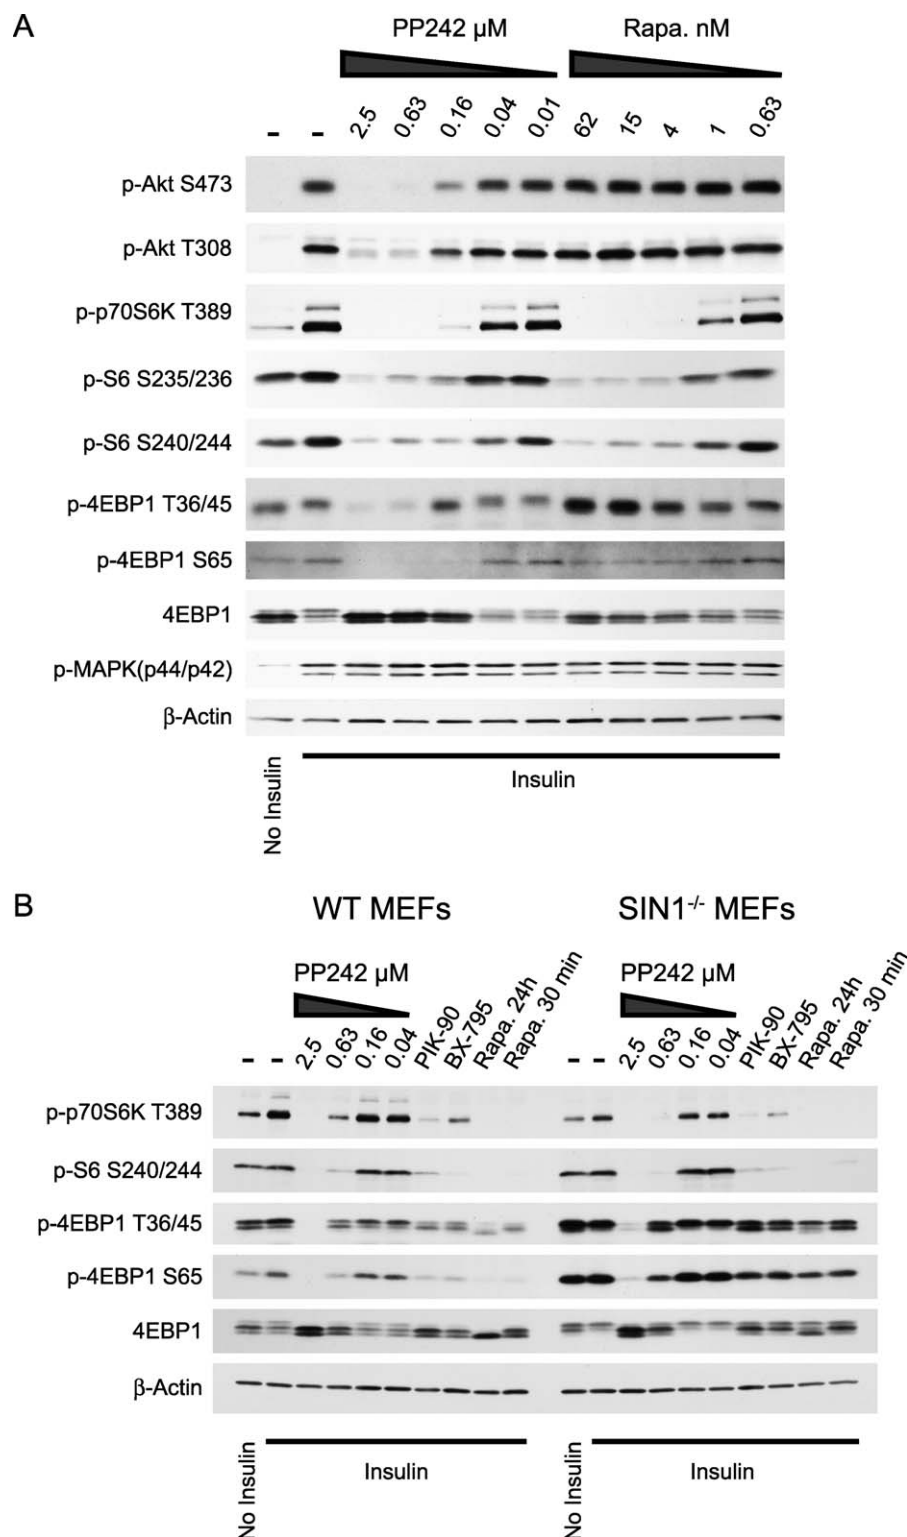 A
PP242 μM Rapa. nM
- - 2.5 0.63 0.16 0.04 0.01 62 15 4 1 0.63
p-Akt S473
p-Akt T308
p-p70S6K T389
p-S6 S235/236
p-S6 S240/244
p-4EBP1 T36/45
p-4EBP1 S65
4EBP1
p-MAPK(p44/p42)
β-Actin
No Insulin
Insulin
B
WT MEFs SIN1-/- MEFs
PP242 μM PP242 μM
- - 2.5 0.63 0.16 0.04 PIK-90 BX-795 Rapa. 24h Rapa. 30 min - - 2.5 0.63 0.16 0.04 PIK-90 BX-795 Rapa. 24h Rapa. 30 min
p-p70S6K T389
p-S6 S240/244
p-4EBP1 T36/45
p-4EBP1 S65
4EBP1
β-Actin
No Insulin Insulin No Insulin Insulin